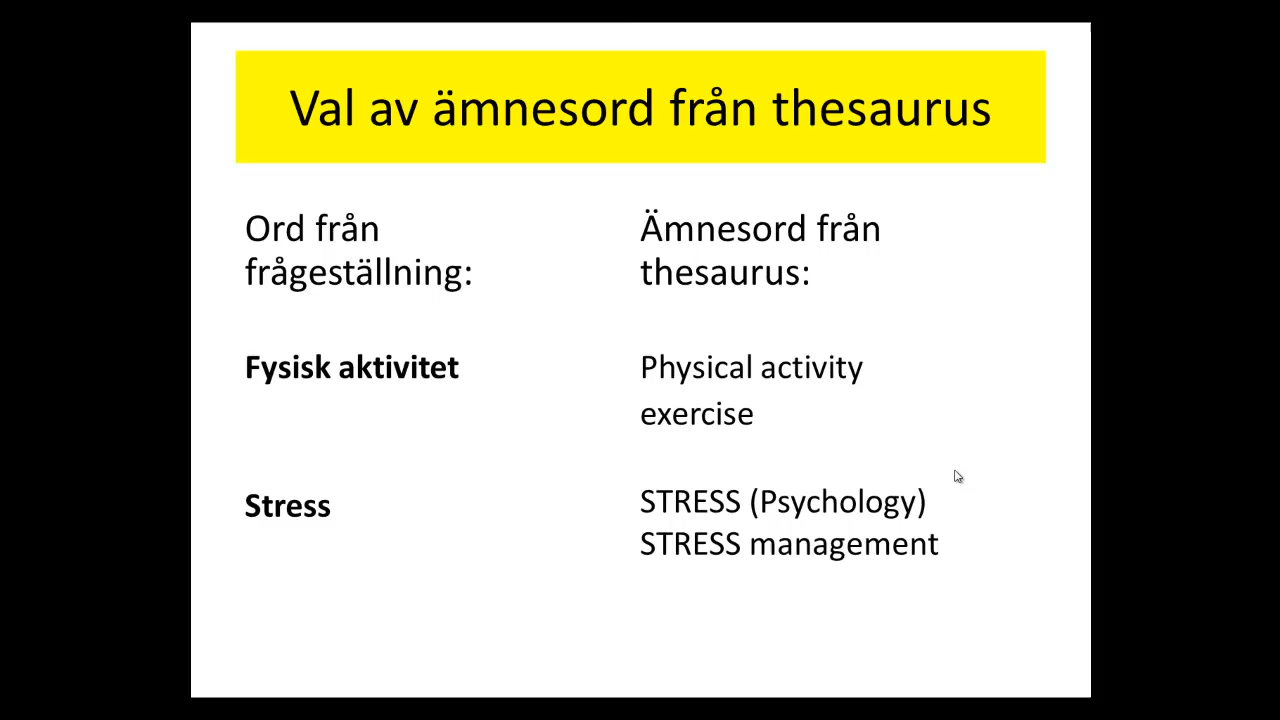 Val av ämnesord från thesaurus
Ord från
frågeställning:
Ämnesord från
thesaurus:
Fysisk aktivitet
Physical activity
exercise
Stress
STRESS (Psychology)
STRESS management